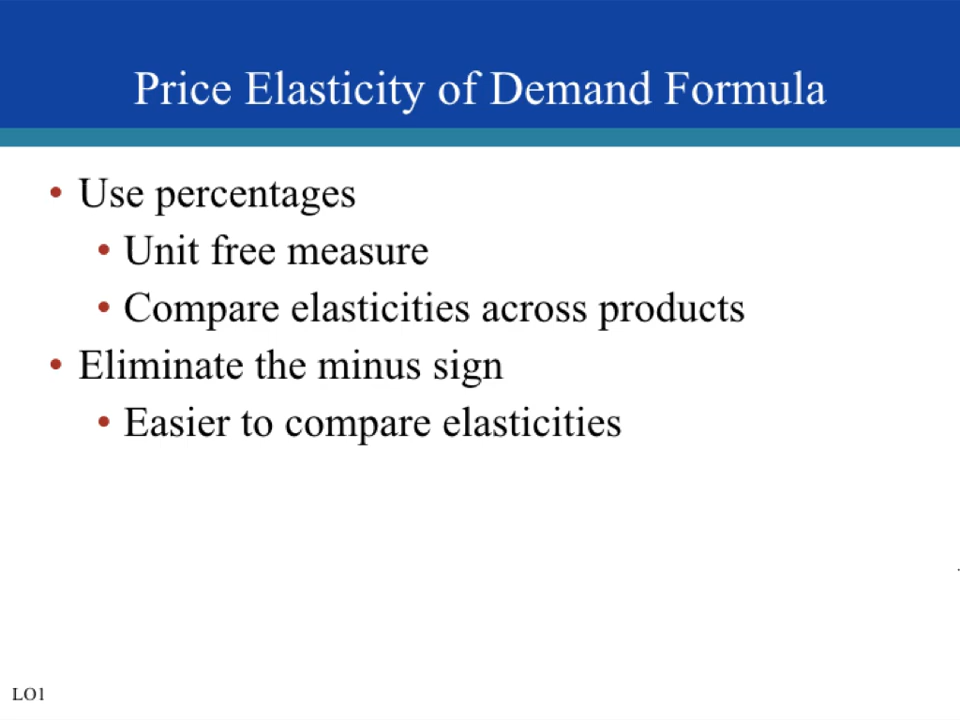 Price Elasticity of Demand Formula
• Use percentages
• Unit free measure
• Compare elasticities across products
• Eliminate the minus sign
• Easier to compare elasticities
LO1